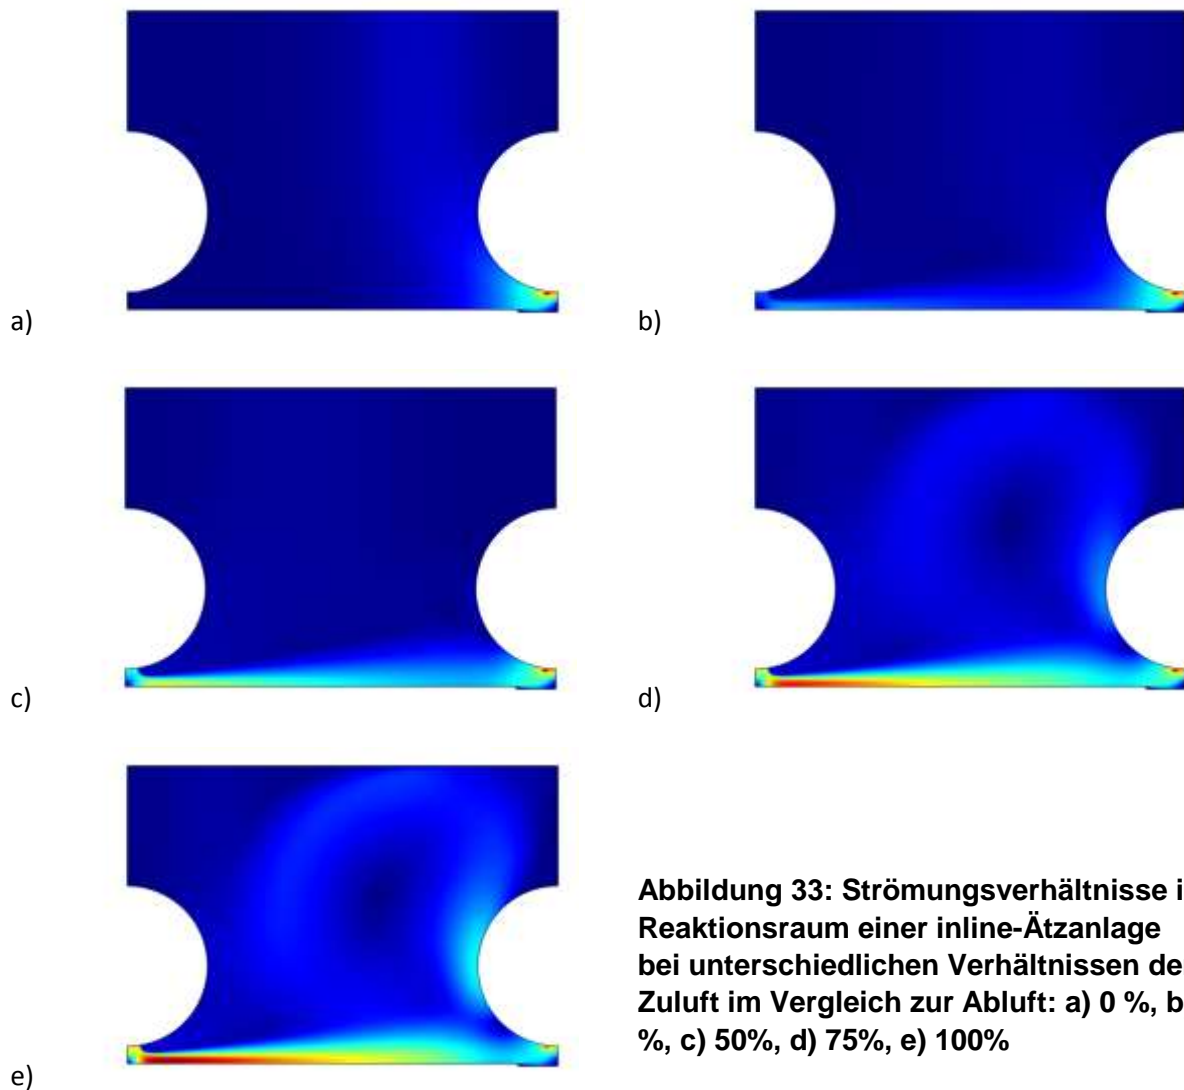 a)
b)
c)
d)
e)
Abbildung 33: Strömungsverhältnisse i
Reaktionsraum einer inline-Ätzanlage
bei unterschiedlichen Verhältnissen de
Zuluft im Vergleich zur Abluft: a) 0 %, b
%, c) 50%, d) 75%, e) 100%